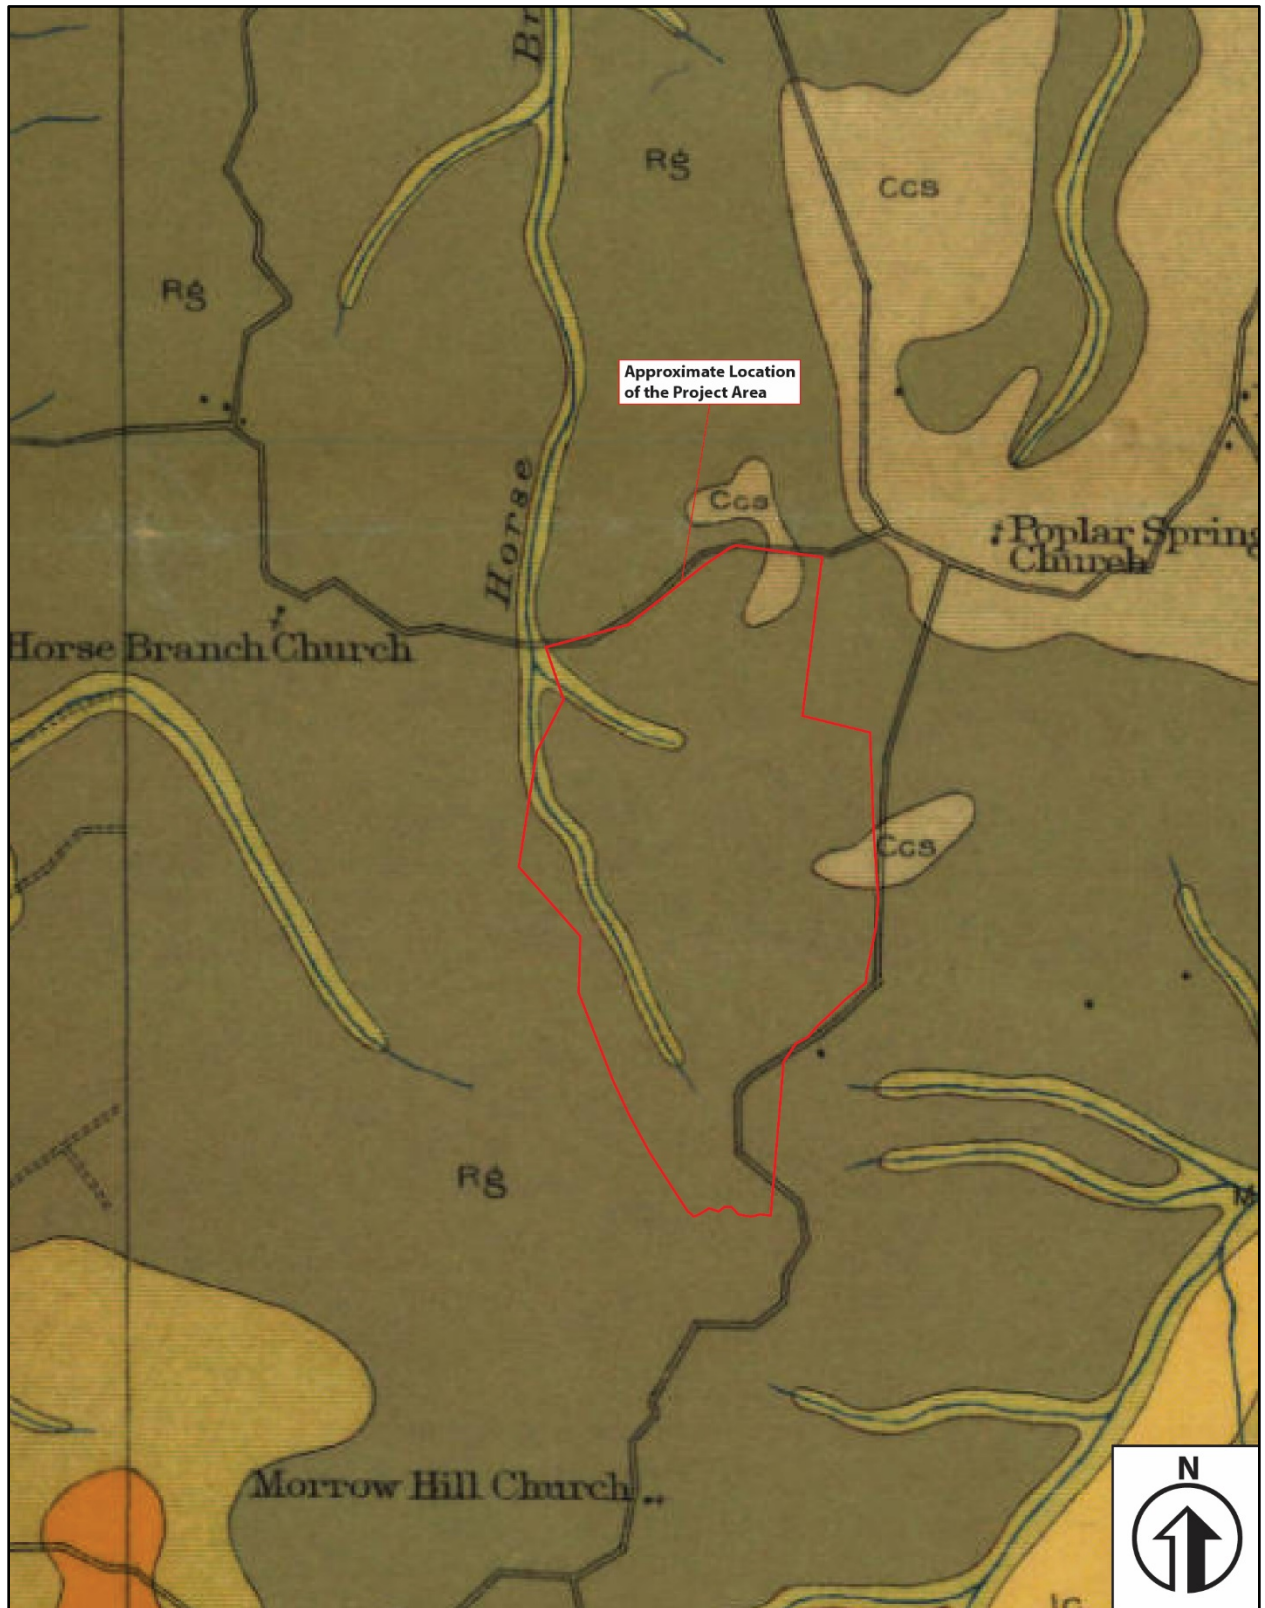 Br
Rg
Ccs
Rg
Approximate Location
of the Project Area
Ccs
Horse
Poplar Spring
Church
Horse Branch Church
Ccs
Rg
Morrow Hill Church
N